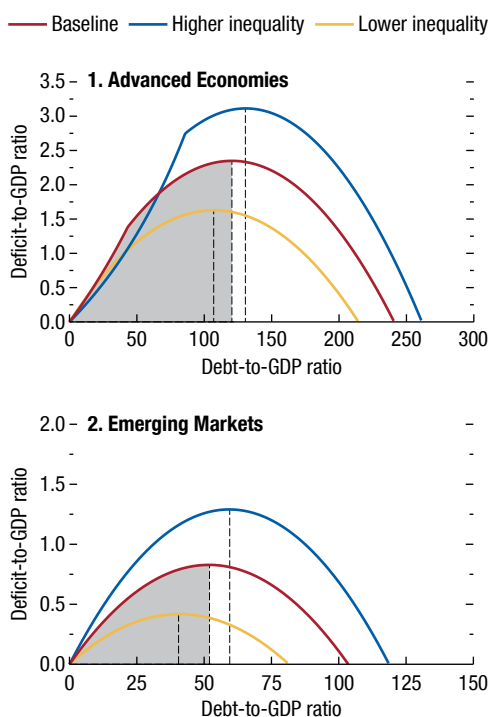 Baseline Higher inequality Lower inequality
1. Advanced Economies
3.5
3.0
2.5
2.0
1.5
1.0
0.5
0.0
Deficit-to-GDP ratio
0 50 100 150 200 250 300
Debt-to-GDP ratio
2. Emerging Markets
2.0
1.5
1.0
0.5
0.0
Deficit-to-GDP ratio
0 25 50 75 100 125 150
Debt-to-GDP ratio